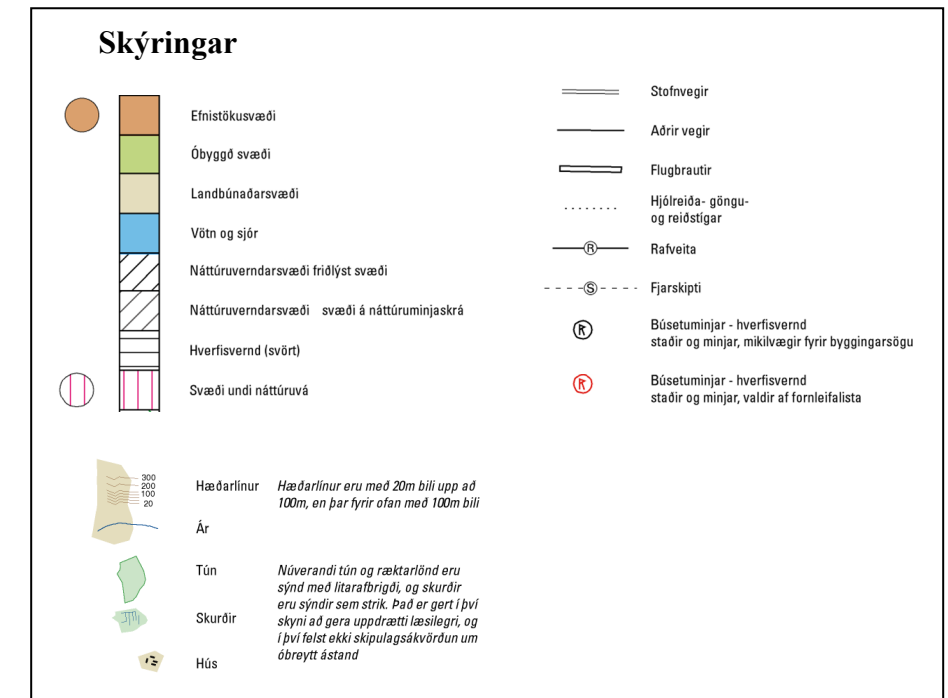 Skýringar
Efnistökusvæði
Óbyggð svæði
Landbúnaðarsvæði
Vötn og sjór
Náttúruverndarsvæði friðlýst svæði
Náttúruverndarsvæði svæði á náttúruminjaskrá
Hverfisvernd (svört)
Svæði undi náttúruvá
Stofnvegir
Aðrir vegir
Flugbrautir
Hjólreiða- göngu-
og reiðstígar
R
Rafveita
S
Fjarskipti
Búsetuminjar - hverfisvernd
staðir og minjar, mikilvægir fyrir byggingarsögu
Búsetuminjar - hverfisvernd
staðir og minjar, valdir af fornleifalista
300
200
100
20
Hæðarlínur
Hæðarlínur eru með 20m bili upp að
100m, en þar fyrir ofan með 100m bili
Ár
Tún
Núverandi tún og ræktarlönd eru
sýnd með litarafbrigði, og skurðir
eru sýndir sem strik. Það er gert í því
skyni að gera uppdrætti læsilegri, og
í því felst ekki skipulagsákvörðun um
óbreytt ástand
Skurðir
Hús